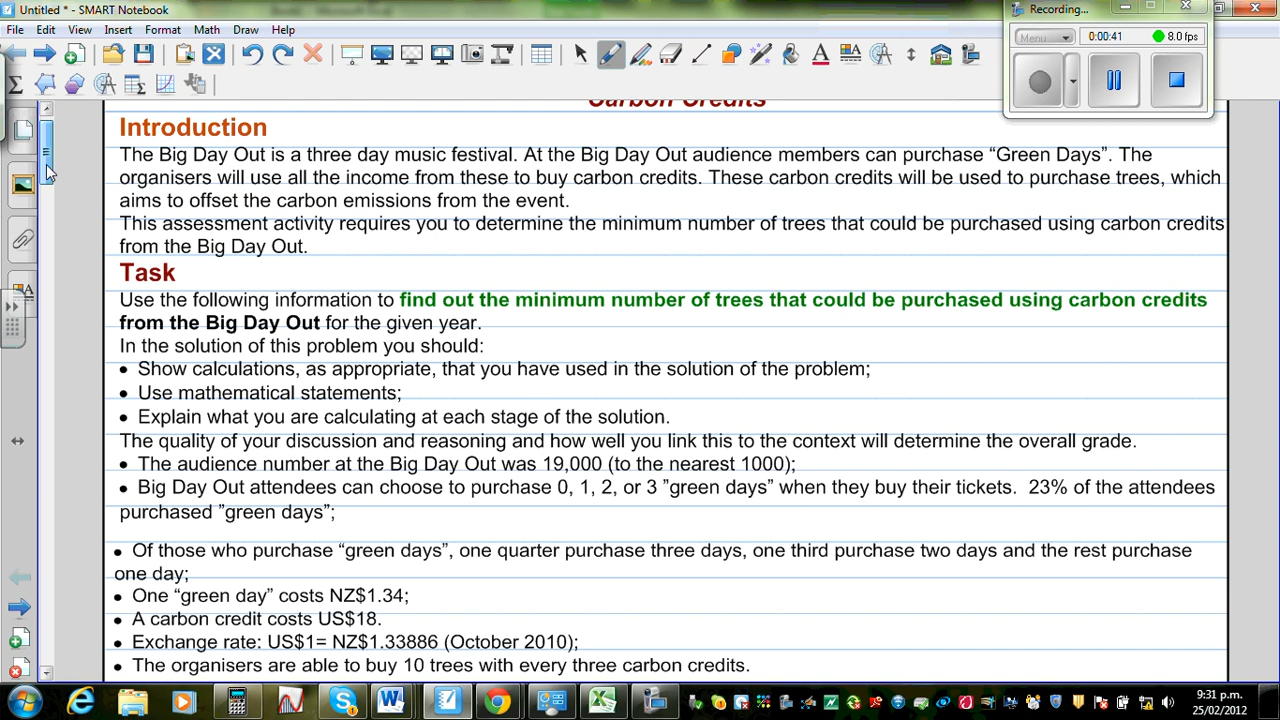 Untitled * - SMART Notebook
Recording...
File Edit View Insert Format Math Draw Help
Menu 0:00:41 8.0 fps
Carbon Credits
Introduction
The Big Day Out is a three day music festival. At the Big Day Out audience members can purchase “Green Days”. The
organisers will use all the income from these to buy carbon credits. These carbon credits will be used to purchase trees, which
aims to offset the carbon emissions from the event.
This assessment activity requires you to determine the minimum number of trees that could be purchased using carbon credits
from the Big Day Out.
Task
Use the following information to find out the minimum number of trees that could be purchased using carbon credits
from the Big Day Out for the given year.
In the solution of this problem you should:
• Show calculations, as appropriate, that you have used in the solution of the problem;
• Use mathematical statements;
• Explain what you are calculating at each stage of the solution.
The quality of your discussion and reasoning and how well you link this to the context will determine the overall grade.
• The audience number at the Big Day Out was 19,000 (to the nearest 1000);
• Big Day Out attendees can choose to purchase 0, 1, 2, or 3 ”green days” when they buy their tickets. 23% of the attendees
purchased ”green days”;
• Of those who purchase “green days”, one quarter purchase three days, one third purchase two days and the rest purchase
one day;
• One “green day” costs NZ$1.34;
• A carbon credit costs US$18.
• Exchange rate: US$1= NZ$1.33886 (October 2010);
• The organisers are able to buy 10 trees with every three carbon credits.
9:31 p.m.
25/02/2012